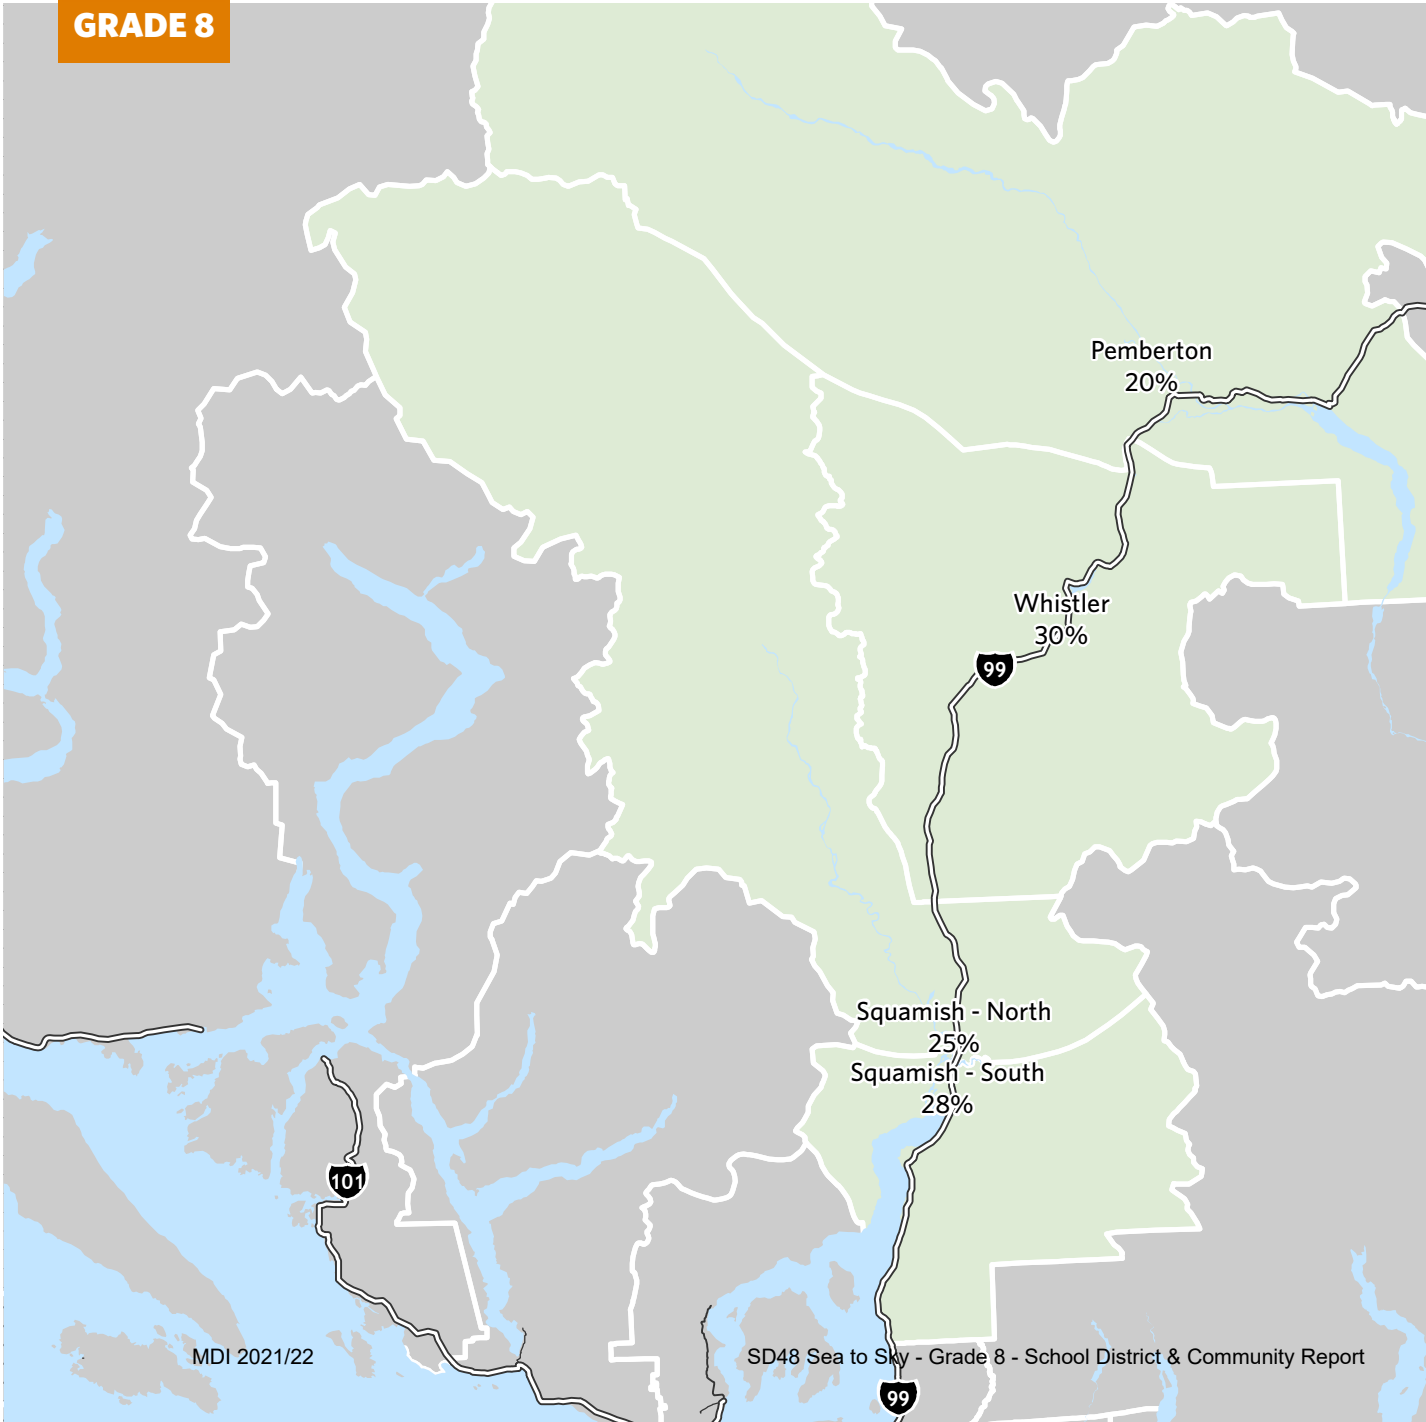 GRADE 8
Pemberton
20%
Whistler
30%
99
Squamish - North
25%
Squamish - South
28%
101
MDI 2021/22
SD48 Sea to Sky - Grade 8 - School District & Community Report
99